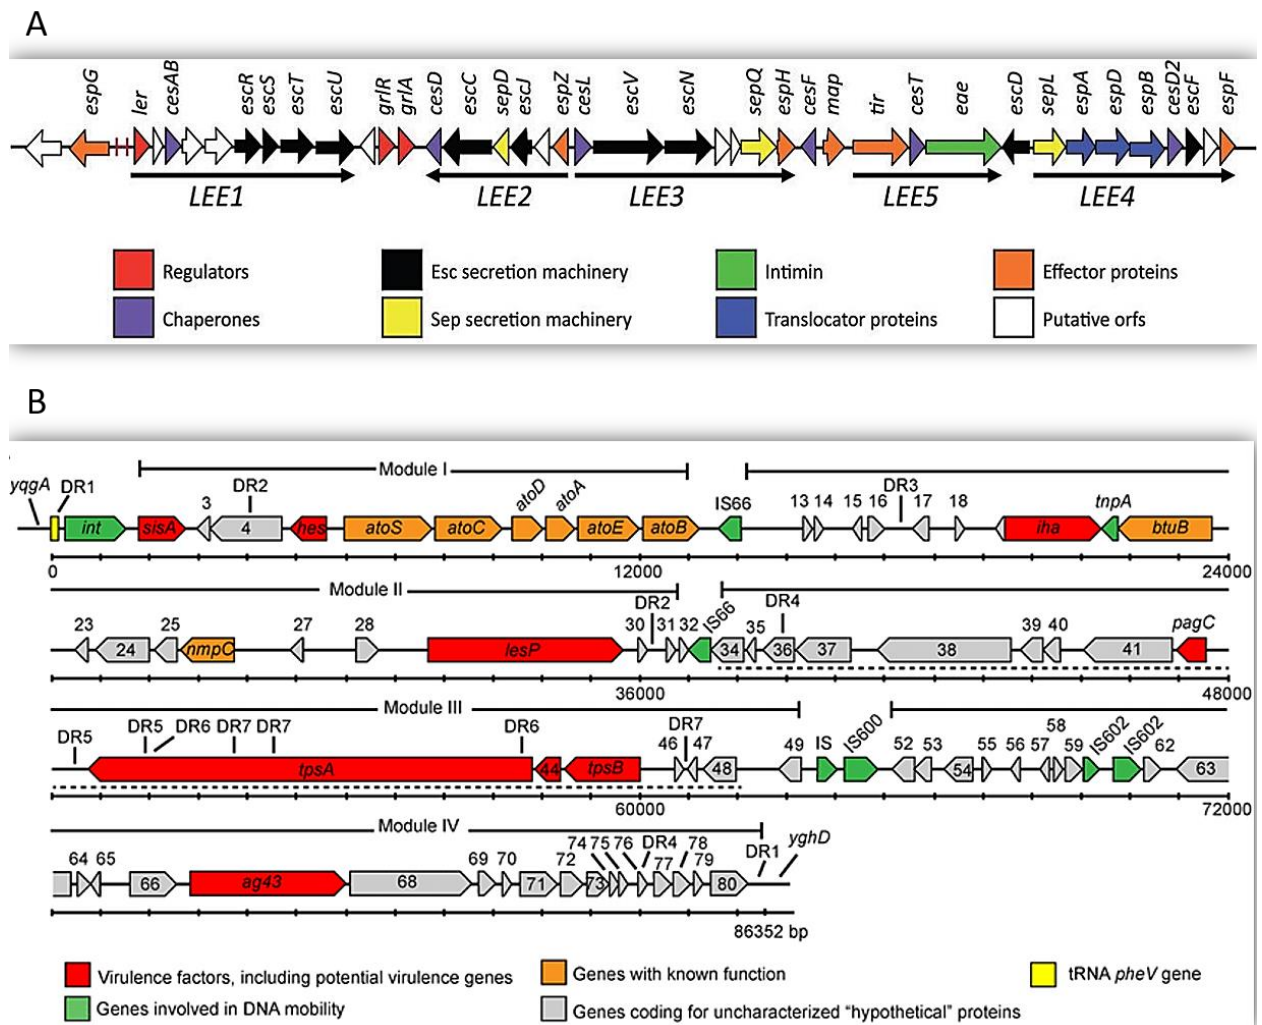 A
espG ler cesAB escR escS escT escU grlR grlA cesD escC sepD escJ espZ cesL escV escN sepQ espH cesF map tir cesT eae escD sepL espA espD espB cesD2 escF espF
LEE1 LEE2 LEE3 LEE5 LEE4
Regulators Esc secretion machinery Intimin Effector proteins
Chaperones Sep secretion machinery Translocator proteins Putative orfs
B
Module I
yqgA DR1 3 DR2 atoD atoA IS66 13 14 15 16 DR3 17 18 tnpA
int sisA 4 hes atoS atoC atoE atoB iha btuB
0 12000 24000
Module II
23 25 27 28 30 DR2 31 32 IS66 35 DR4 39 40 pagC
24 nmpC lesP 34 36 37 38 41
36000 48000
Module III
DR5 DR5 DR6 DR7 DR7 DR6 46 DR7 47 49 IS IS600 52 53 55 56 57 58 59 IS602 IS602 62
tpsA 44 tpsB 48 54 63
60000 72000
Module IV
64 65 69 70 72 74 75 76 DR4 78 79 DR1 yghD
66 ag43 68 71 73 77 80
86352 bp
Virulence factors, including potential virulence genes Genes with known function tRNA pheV gene
Genes involved in DNA mobility Genes coding for uncharacterized “hypothetical” proteins